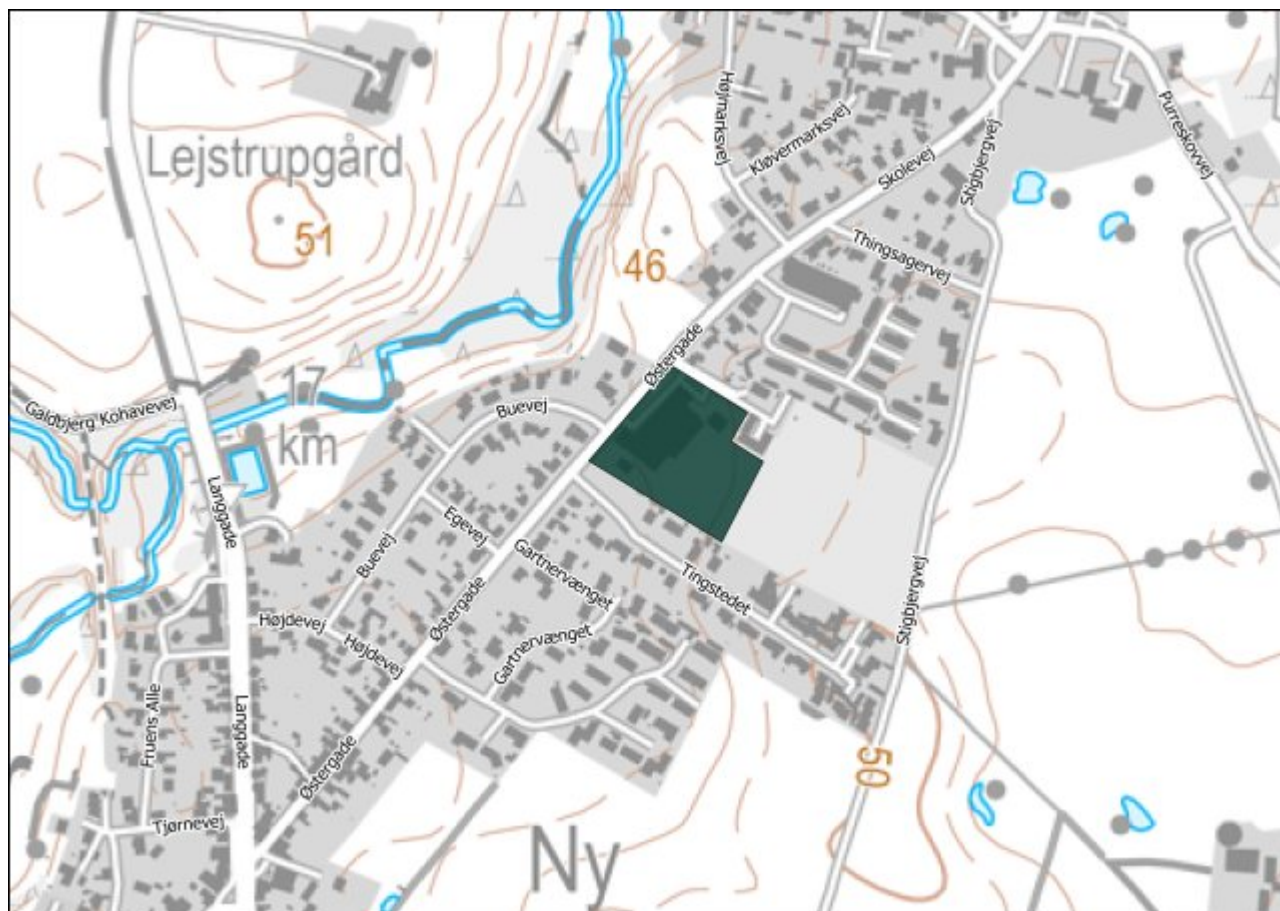 Højmarksvej
Kløvermarksvej
Purreskovvej
Skolevej
Stigbjergvej
Lejstrupgård
51
46
Thingsagervej
Østergade
17
km
Galdbjerg Kohavevej
Buevej
Langgade
Egevej
Buevej
Gartnervænget
Tingstedet
Stigbjergvej
Højdevej
Højdevej
Østergade
Gartnervænget
Fruens Alle
Langgade
Østergade
50
Tjørnevej
Ny